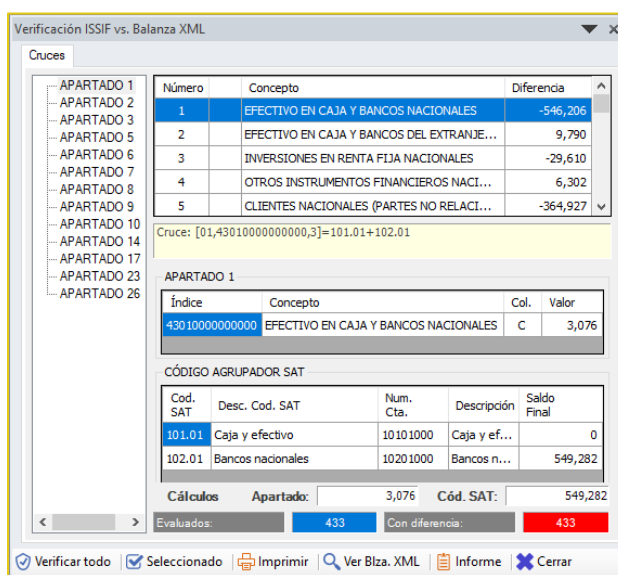 Verificación ISSIF vs. Balanza XML
Cruces
APARTADO 1
APARTADO 2
APARTADO 3
APARTADO 5
APARTADO 6
APARTADO 7
APARTADO 8
APARTADO 9
APARTADO 10
APARTADO 14
APARTADO 17
APARTADO 23
APARTADO 26
Número Concepto Diferencia
1 EFECTIVO EN CAJA Y BANCOS NACIONALES -546,206
2 EFECTIVO EN CAJA Y BANCOS DEL EXTRANJE... 9,790
3 INVERSIONES EN RENTA FIJA NACIONALES -29,610
4 OTROS INSTRUMENTOS FINANCIEROS NACI... 6,302
5 CLIENTES NACIONALES (PARTES NO RELACI... -364,927
Cruce: [01,43010000000000,3]=101.01+102.01
APARTADO 1
Índice Concepto Col. Valor
43010000000000 EFECTIVO EN CAJA Y BANCOS NACIONALES C 3,076
CÓDIGO AGRUPADOR SAT
Cod. SAT Desc. Cod. SAT Num. Cta. Descripción Saldo Final
101.01 Caja y efectivo 10101000 Caja y ef... 0
102.01 Bancos nacionales 10201000 Bancos n... 549,282
Cálculos Apartado: 3,076 Cód. SAT: 549,282
Evaluados: 433 Con diferencia: 433
Verificar todo Seleccionado Imprimir Ver Blza. XML Informe Cerrar